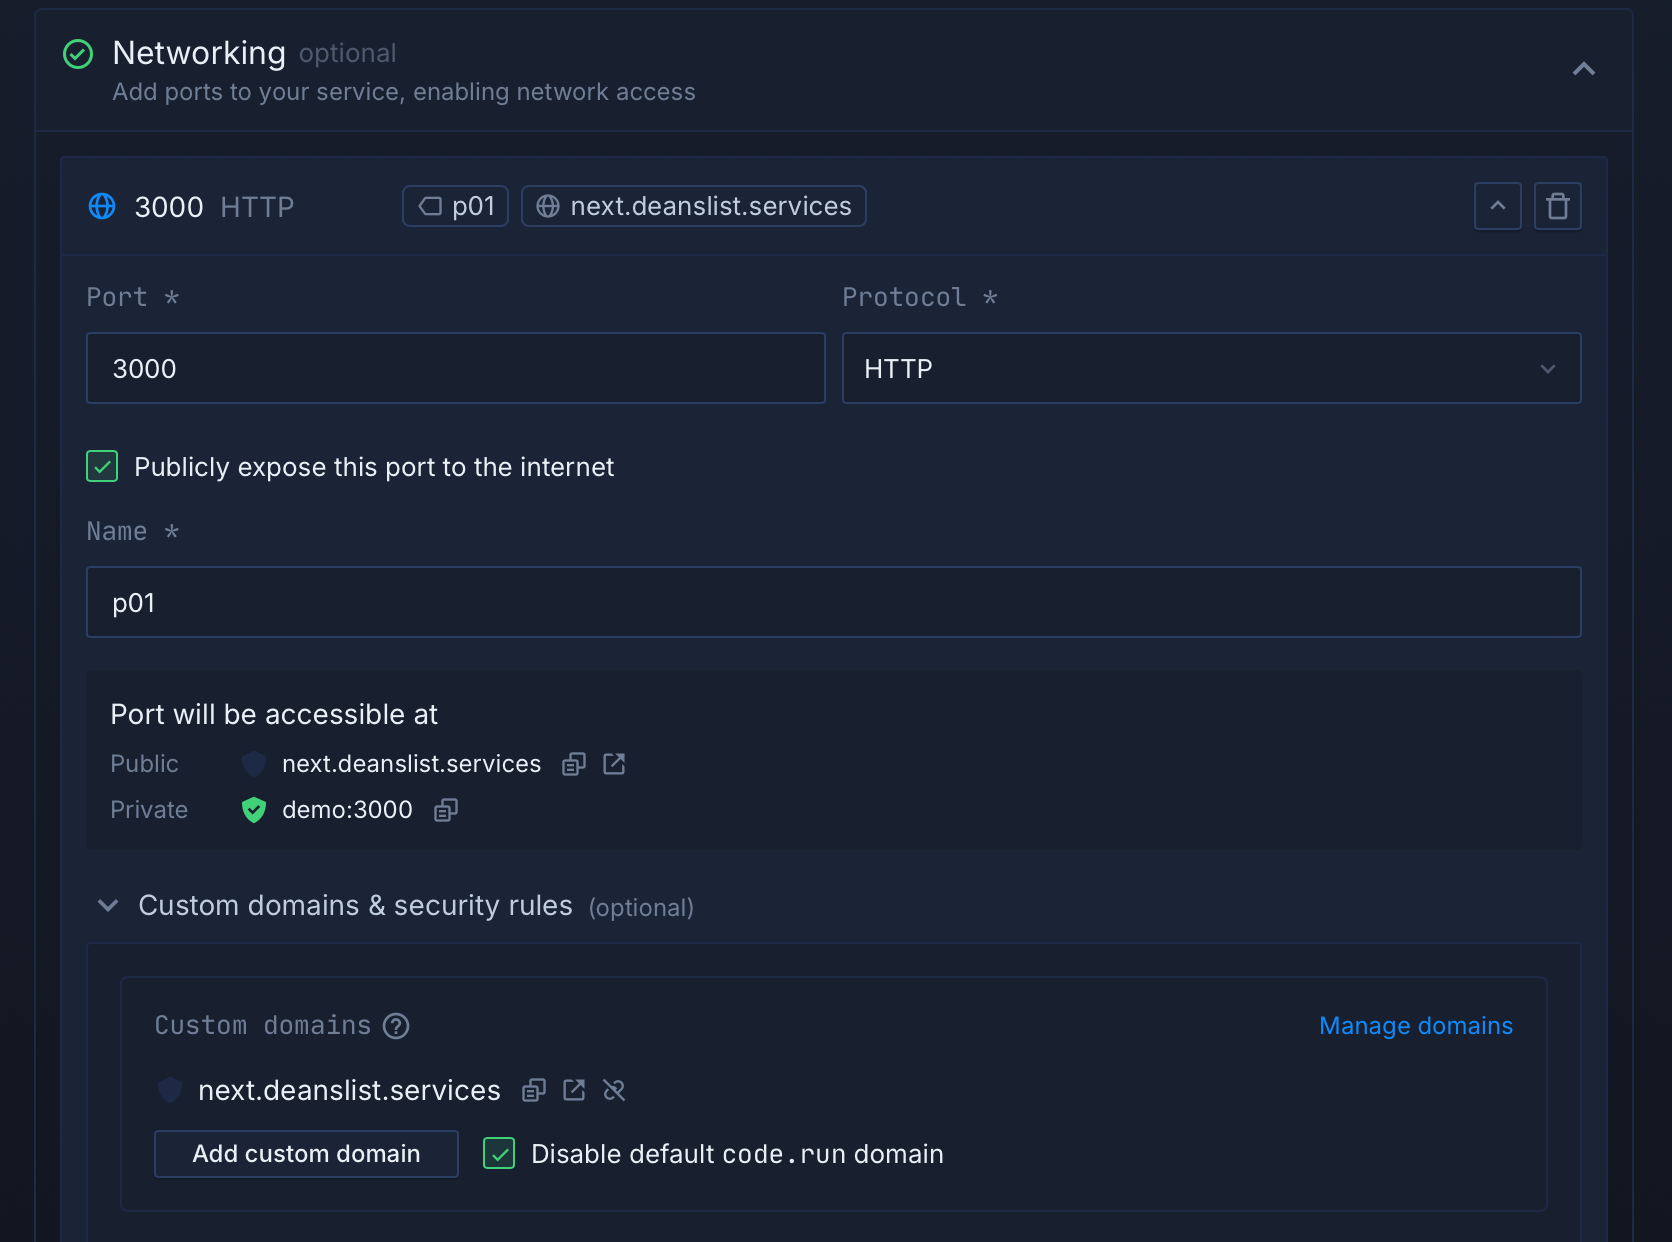 Networking optional
Add ports to your service, enabling network access
3000 HTTP p01 next.deanslist.services
Port * Protocol *
3000 HTTP
Publicly expose this port to the internet
Name *
p01
Port will be accessible at
Public next.deanslist.services
Private demo:3000
Custom domains & security rules (optional)
Custom domains ? Manage domains
next.deanslist.services
Add custom domain Disable default code.run domain